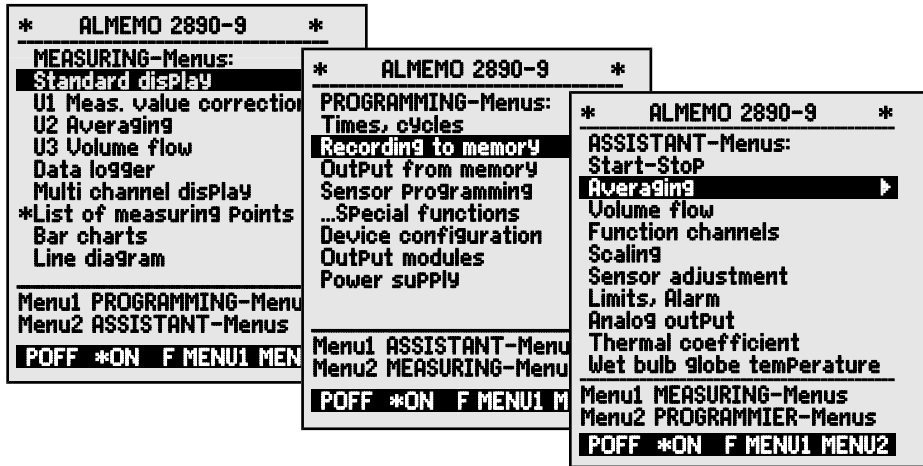 * ALMEMO 2890-9 *
MEASURING-Menus:
Standard display
U1 Meas. value correction
U2 Averaging
U3 Volume flow
Data logger
Multi channel display
*List of measuring Points
Bar charts
Line diagram
Menu1 PROGRAMMING-Menu
Menu2 ASSISTANT-Menus
POFF *ON F MENU1 MEN
* ALMEMO 2890-9 *
PROGRAMMING-Menus:
Times, cycles
Recording to memory
Output from memory
Sensor Programming
...Special functions
Device configuration
Output modules
Power supply
Menu1 ASSISTANT-Menu
Menu2 MEASURING-Menu
POFF *ON F MENU1 M
* ALMEMO 2890-9 *
ASSISTANT-Menus:
Start-Stop
Averaging
Volume flow
Function channels
Scaling
Sensor adjustment
Limits, Alarm
Analog output
Thermal coefficient
Wet bulb globe temperature
Menu1 MEASURING-Menus
Menu2 PROGRAMMIER-Menus
POFF *ON F MENU1 MENU2